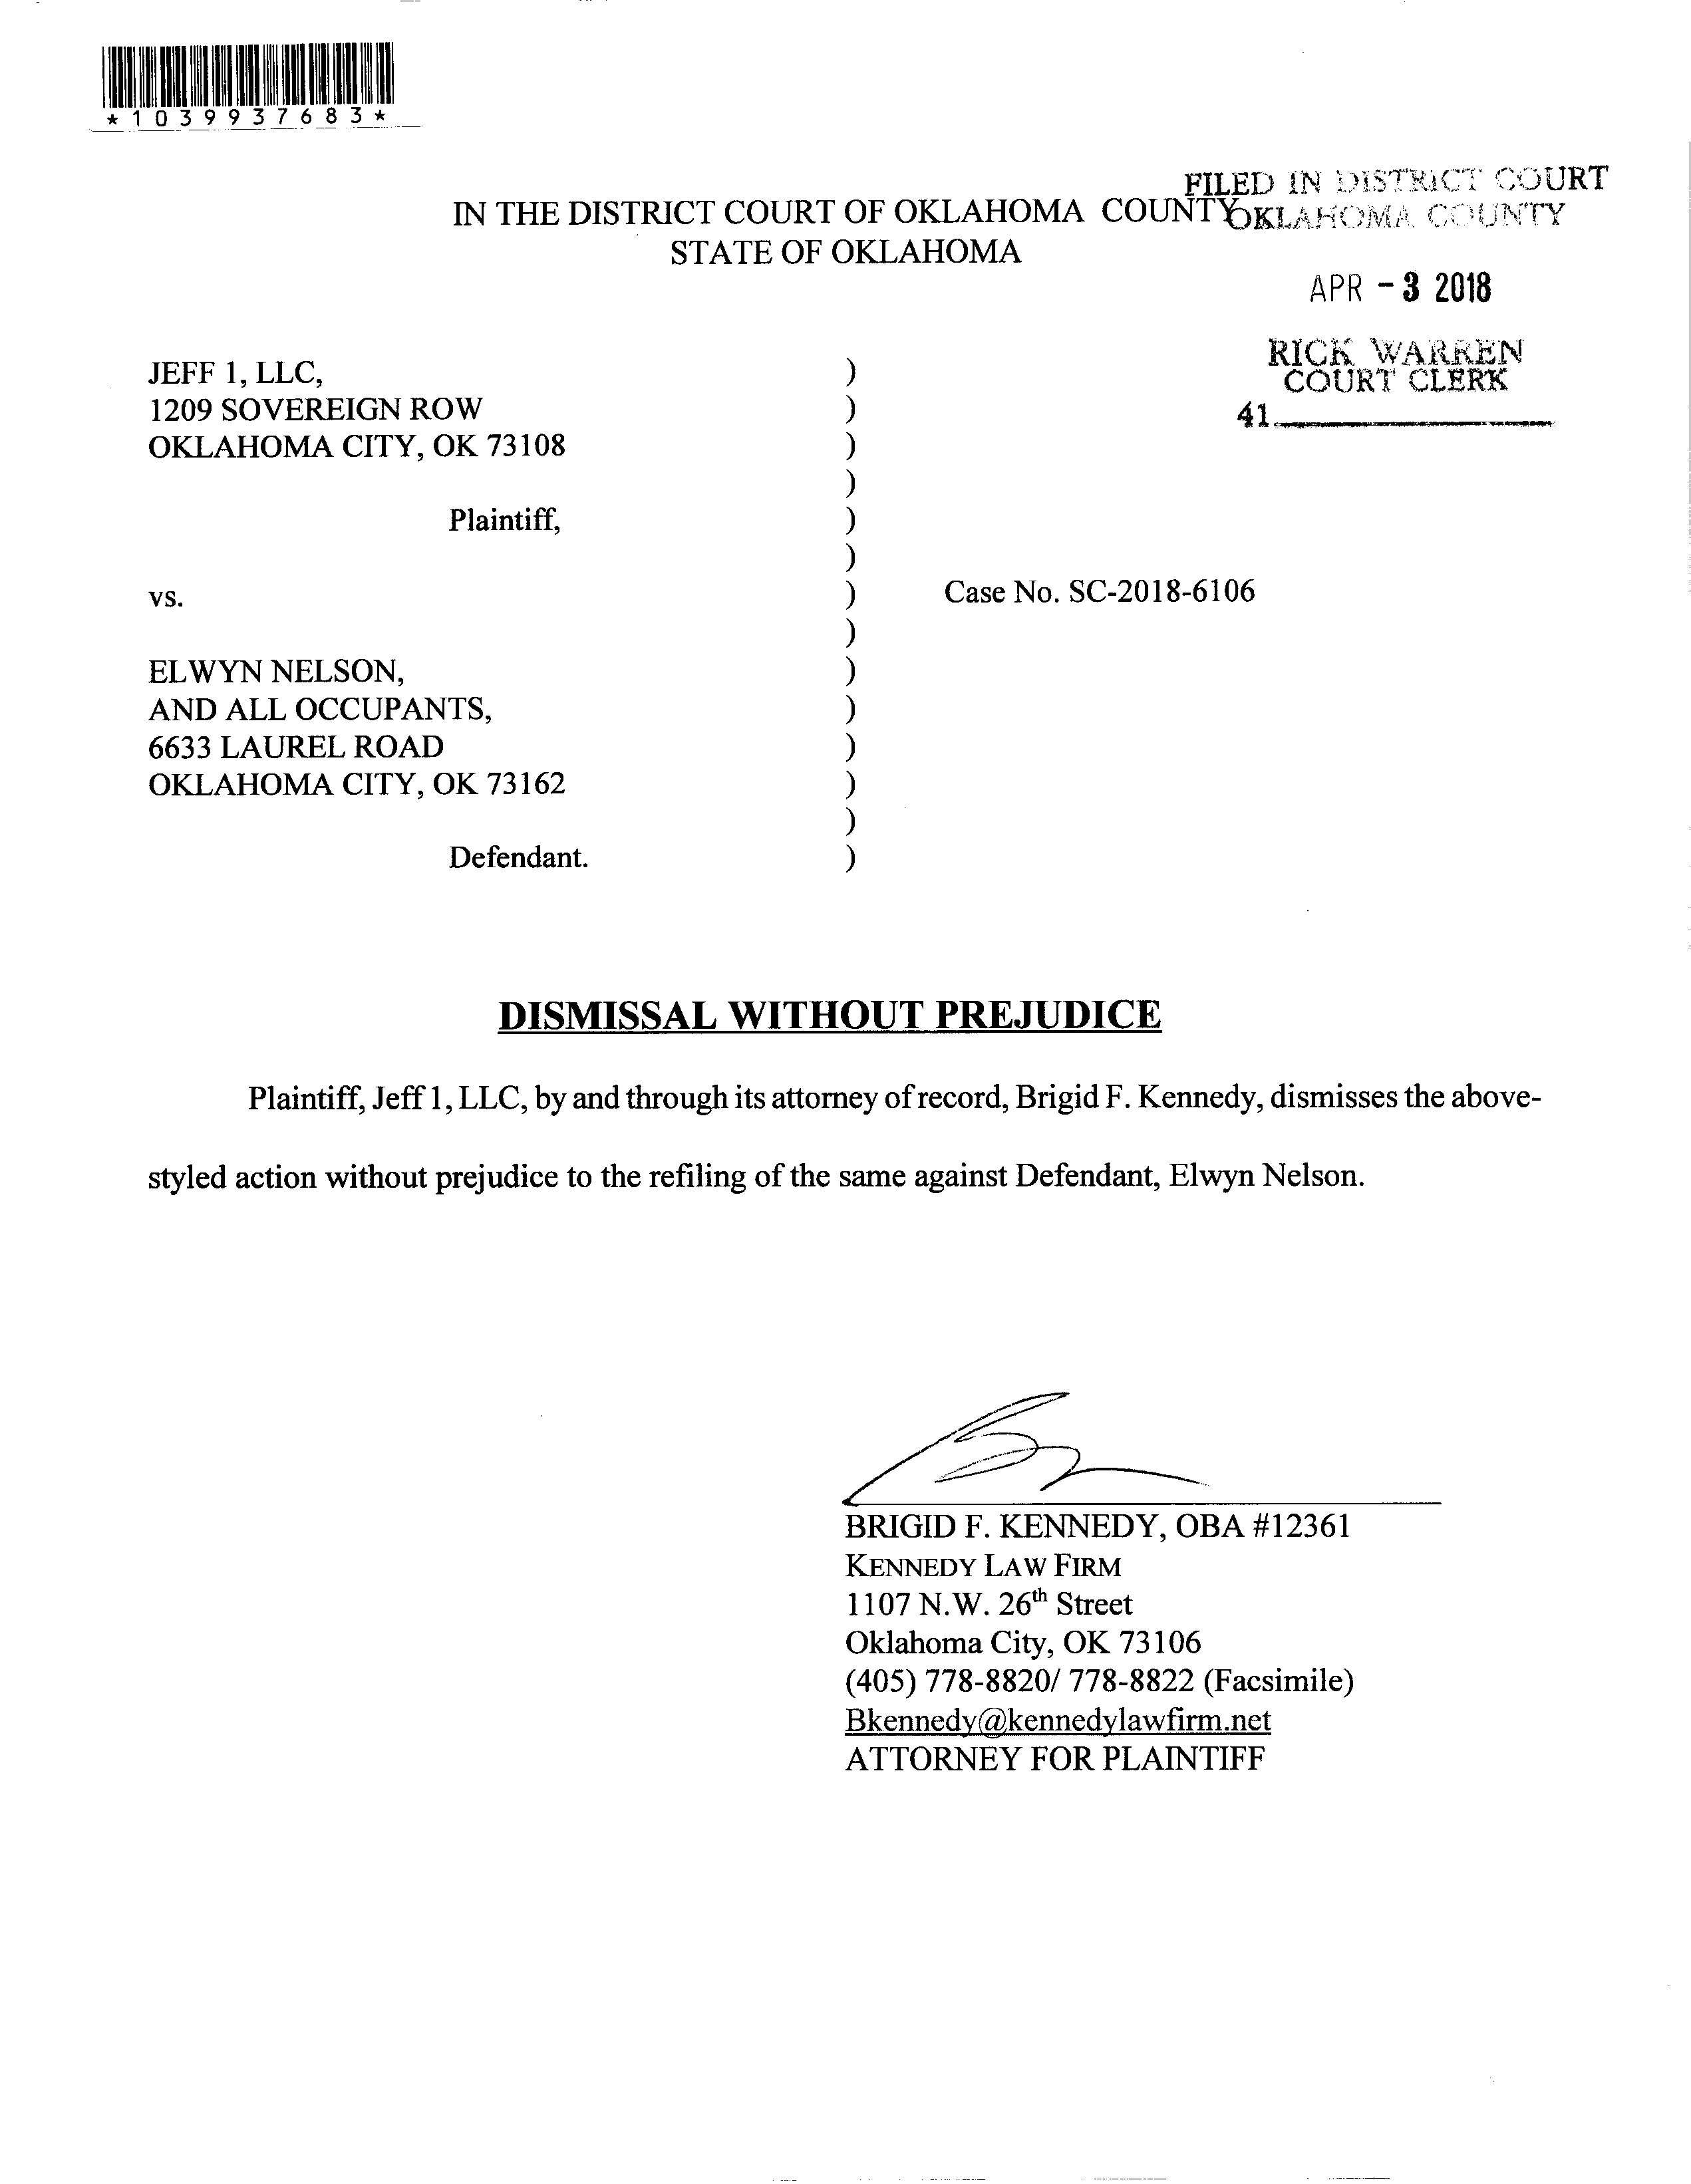 *1039937683*
FILED IN DISTRICT COURT
OKLAHOMA COUNTY
IN THE DISTRICT COURT OF OKLAHOMA COUNTY
STATE OF OKLAHOMA
APR - 3 2018
RICK WARREN
COURT CLERK
41
JEFF 1, LLC, )
1209 SOVEREIGN ROW )
OKLAHOMA CITY, OK 73108 )
)
Plaintiff, )
)
vs. ) Case No. SC-2018-6106
)
ELWYN NELSON, )
AND ALL OCCUPANTS, )
6633 LAUREL ROAD )
OKLAHOMA CITY, OK 73162 )
)
Defendant. )
DISMISSAL WITHOUT PREJUDICE
Plaintiff, Jeff 1, LLC, by and through its attorney of record, Brigid F. Kennedy, dismisses the above-
styled action without prejudice to the refiling of the same against Defendant, Elwyn Nelson.
BRIGID F. KENNEDY, OBA #12361
KENNEDY LAW FIRM
1107 N.W. 26th Street
Oklahoma City, OK 73106
(405) 778-8820/ 778-8822 (Facsimile)
Bkennedy@kennedylawfirm.net
ATTORNEY FOR PLAINTIFF